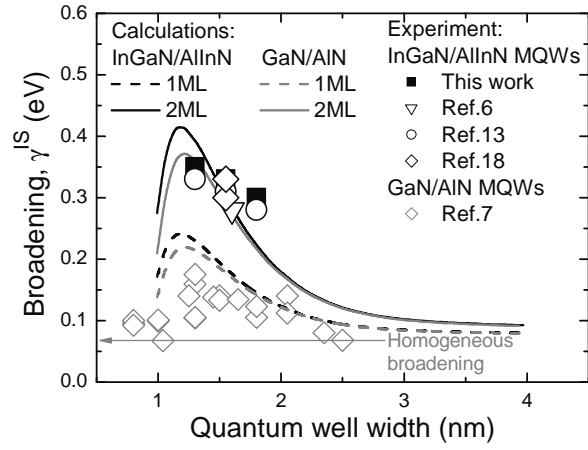 0.6
0.5
0.4
0.3
0.2
0.1
0.0
Broadening, γ^IS (eV)
Calculations:
InGaN/AlInN GaN/AlN
1ML 1ML
2ML 2ML
Experiment:
InGaN/AlInN MQWs
This work
Ref.6
Ref.13
Ref.18
GaN/AlN MQWs
Ref.7
Homogeneous
broadening
1 2 3 4
Quantum well width (nm)